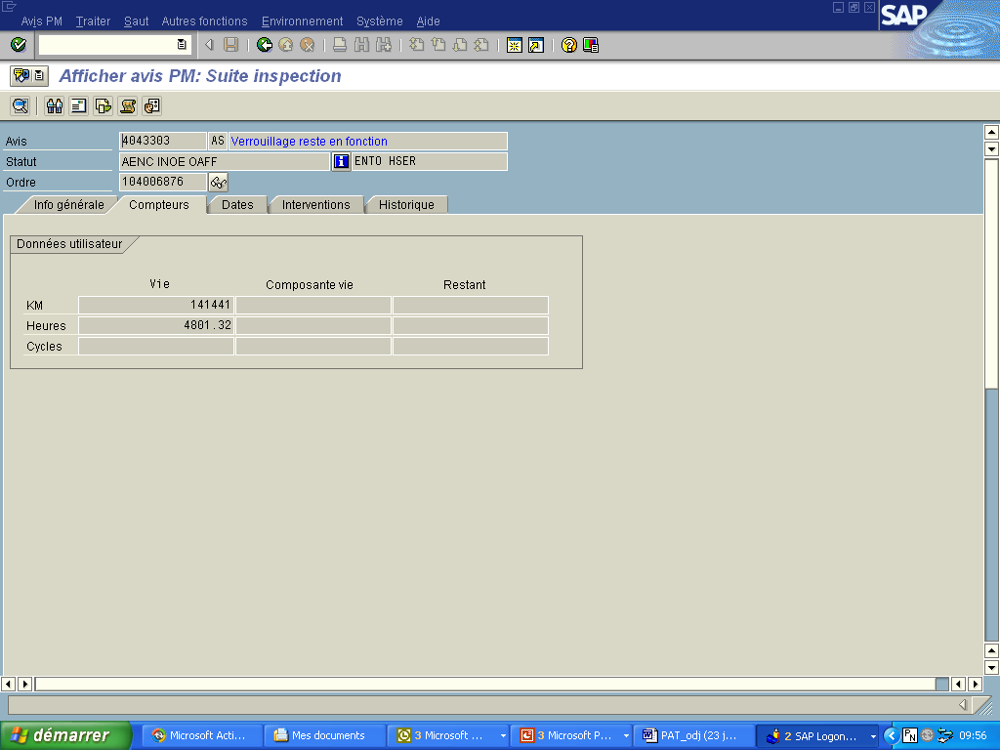 Avis PM Traiter Saut Autres fonctions Environnement Système Aide
SAP
Afficher avis PM: Suite inspection
Avis 4043303 AS Verrouillage reste en fonction
Statut AENC INOE OAFF ENTO HSER
Ordre 104006876
Info générale Compteurs Dates Interventions Historique
Données utilisateur
Vie Composante vie Restant
KM 141441
Heures 4801.32
Cycles
démarrer Microsoft Acti... Mes documents 3 Microsoft ... 3 Microsoft P... PAT_odj (23 j... 2 SAP Logon... 09:56